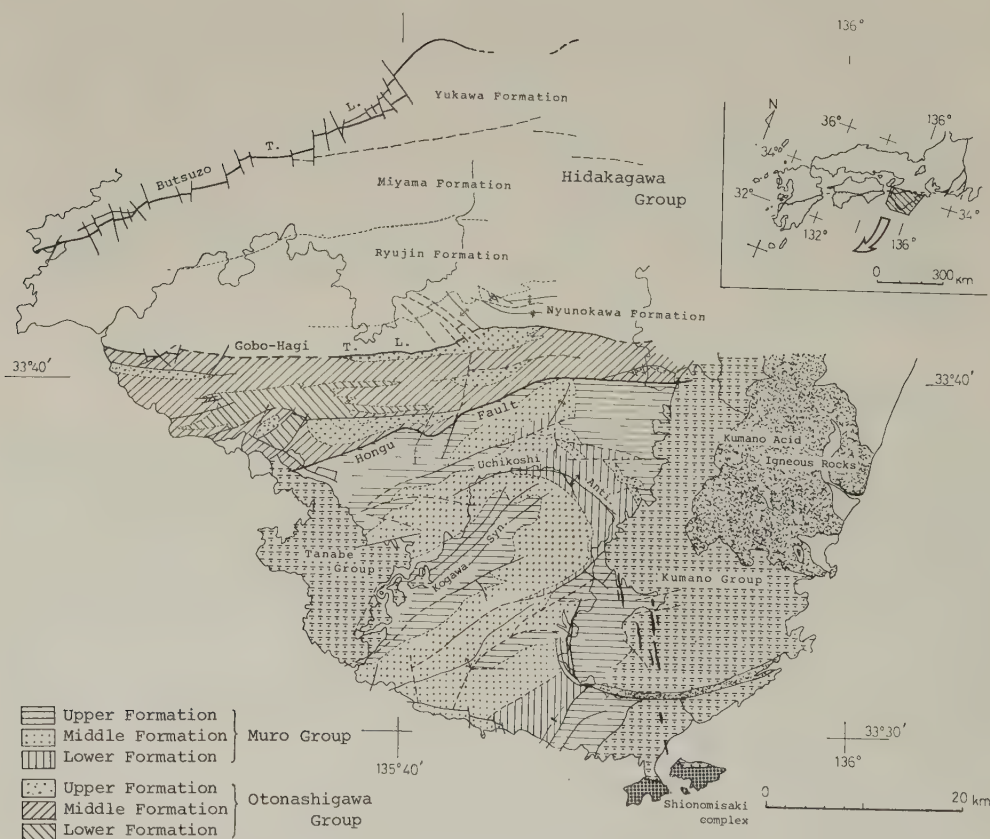 136°
N
36°
136°
34°
32°
132°
136°
34°
0 300 Km
Yukawa Formation
L.
T.
Butsuzo
Hidakagawa
Group
Miyama Formation
Ryujin Formation
Nyunokawa Formation
Gobo-Hagi T. L.
33°40′
33°40′
Hongu Fault
Kumano Acid
Igneous Rocks
Uchikoshi Anti.
Kogawa Syn.
Tanabe
Group
Kumano Group
Upper Formation
Middle Formation
Lower Formation
Muro Group
135°40′
33°30′
136°
Upper Formation
Middle Formation
Lower Formation
Otonashigawa
Group
Shionomisaki
complex
0 20 km